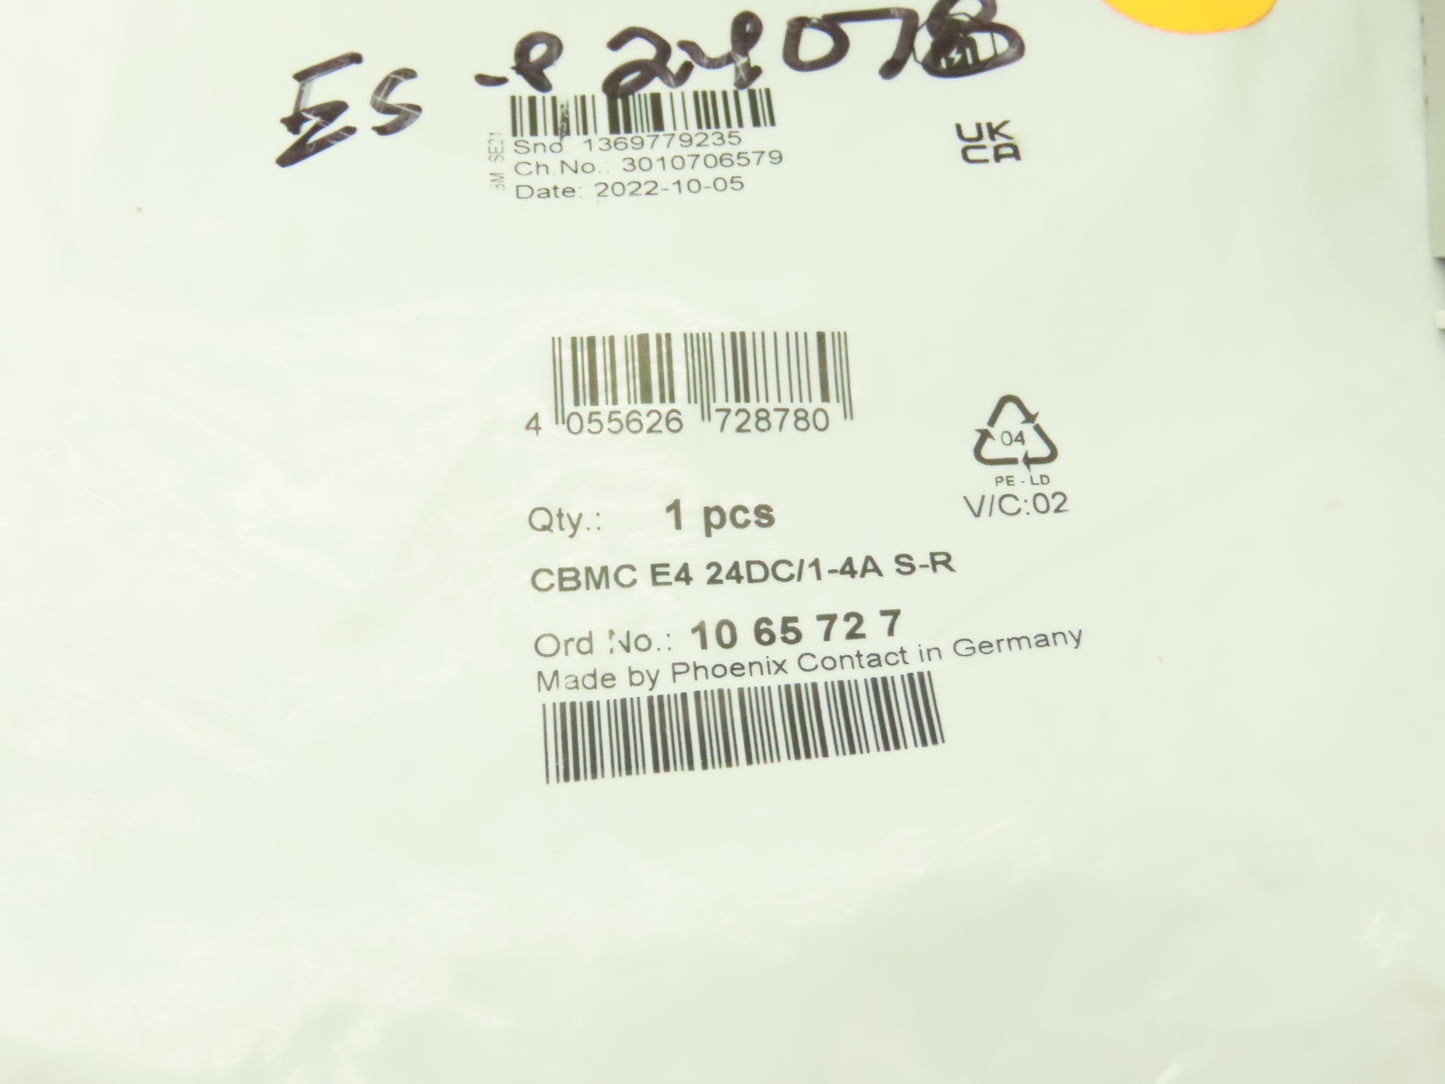 ES-P24078
BM SE21
Sno 1369779235
Ch.No.: 3010706579
Date: 2022-10-05
UK
CA
4 055626 728780
04
PE-LD
V/C:02
Qty.: 1 pcs
CBMC E4 24DC/1-4A S-R
Ord No.: 10 65 72 7
Made by Phoenix Contact in Germany